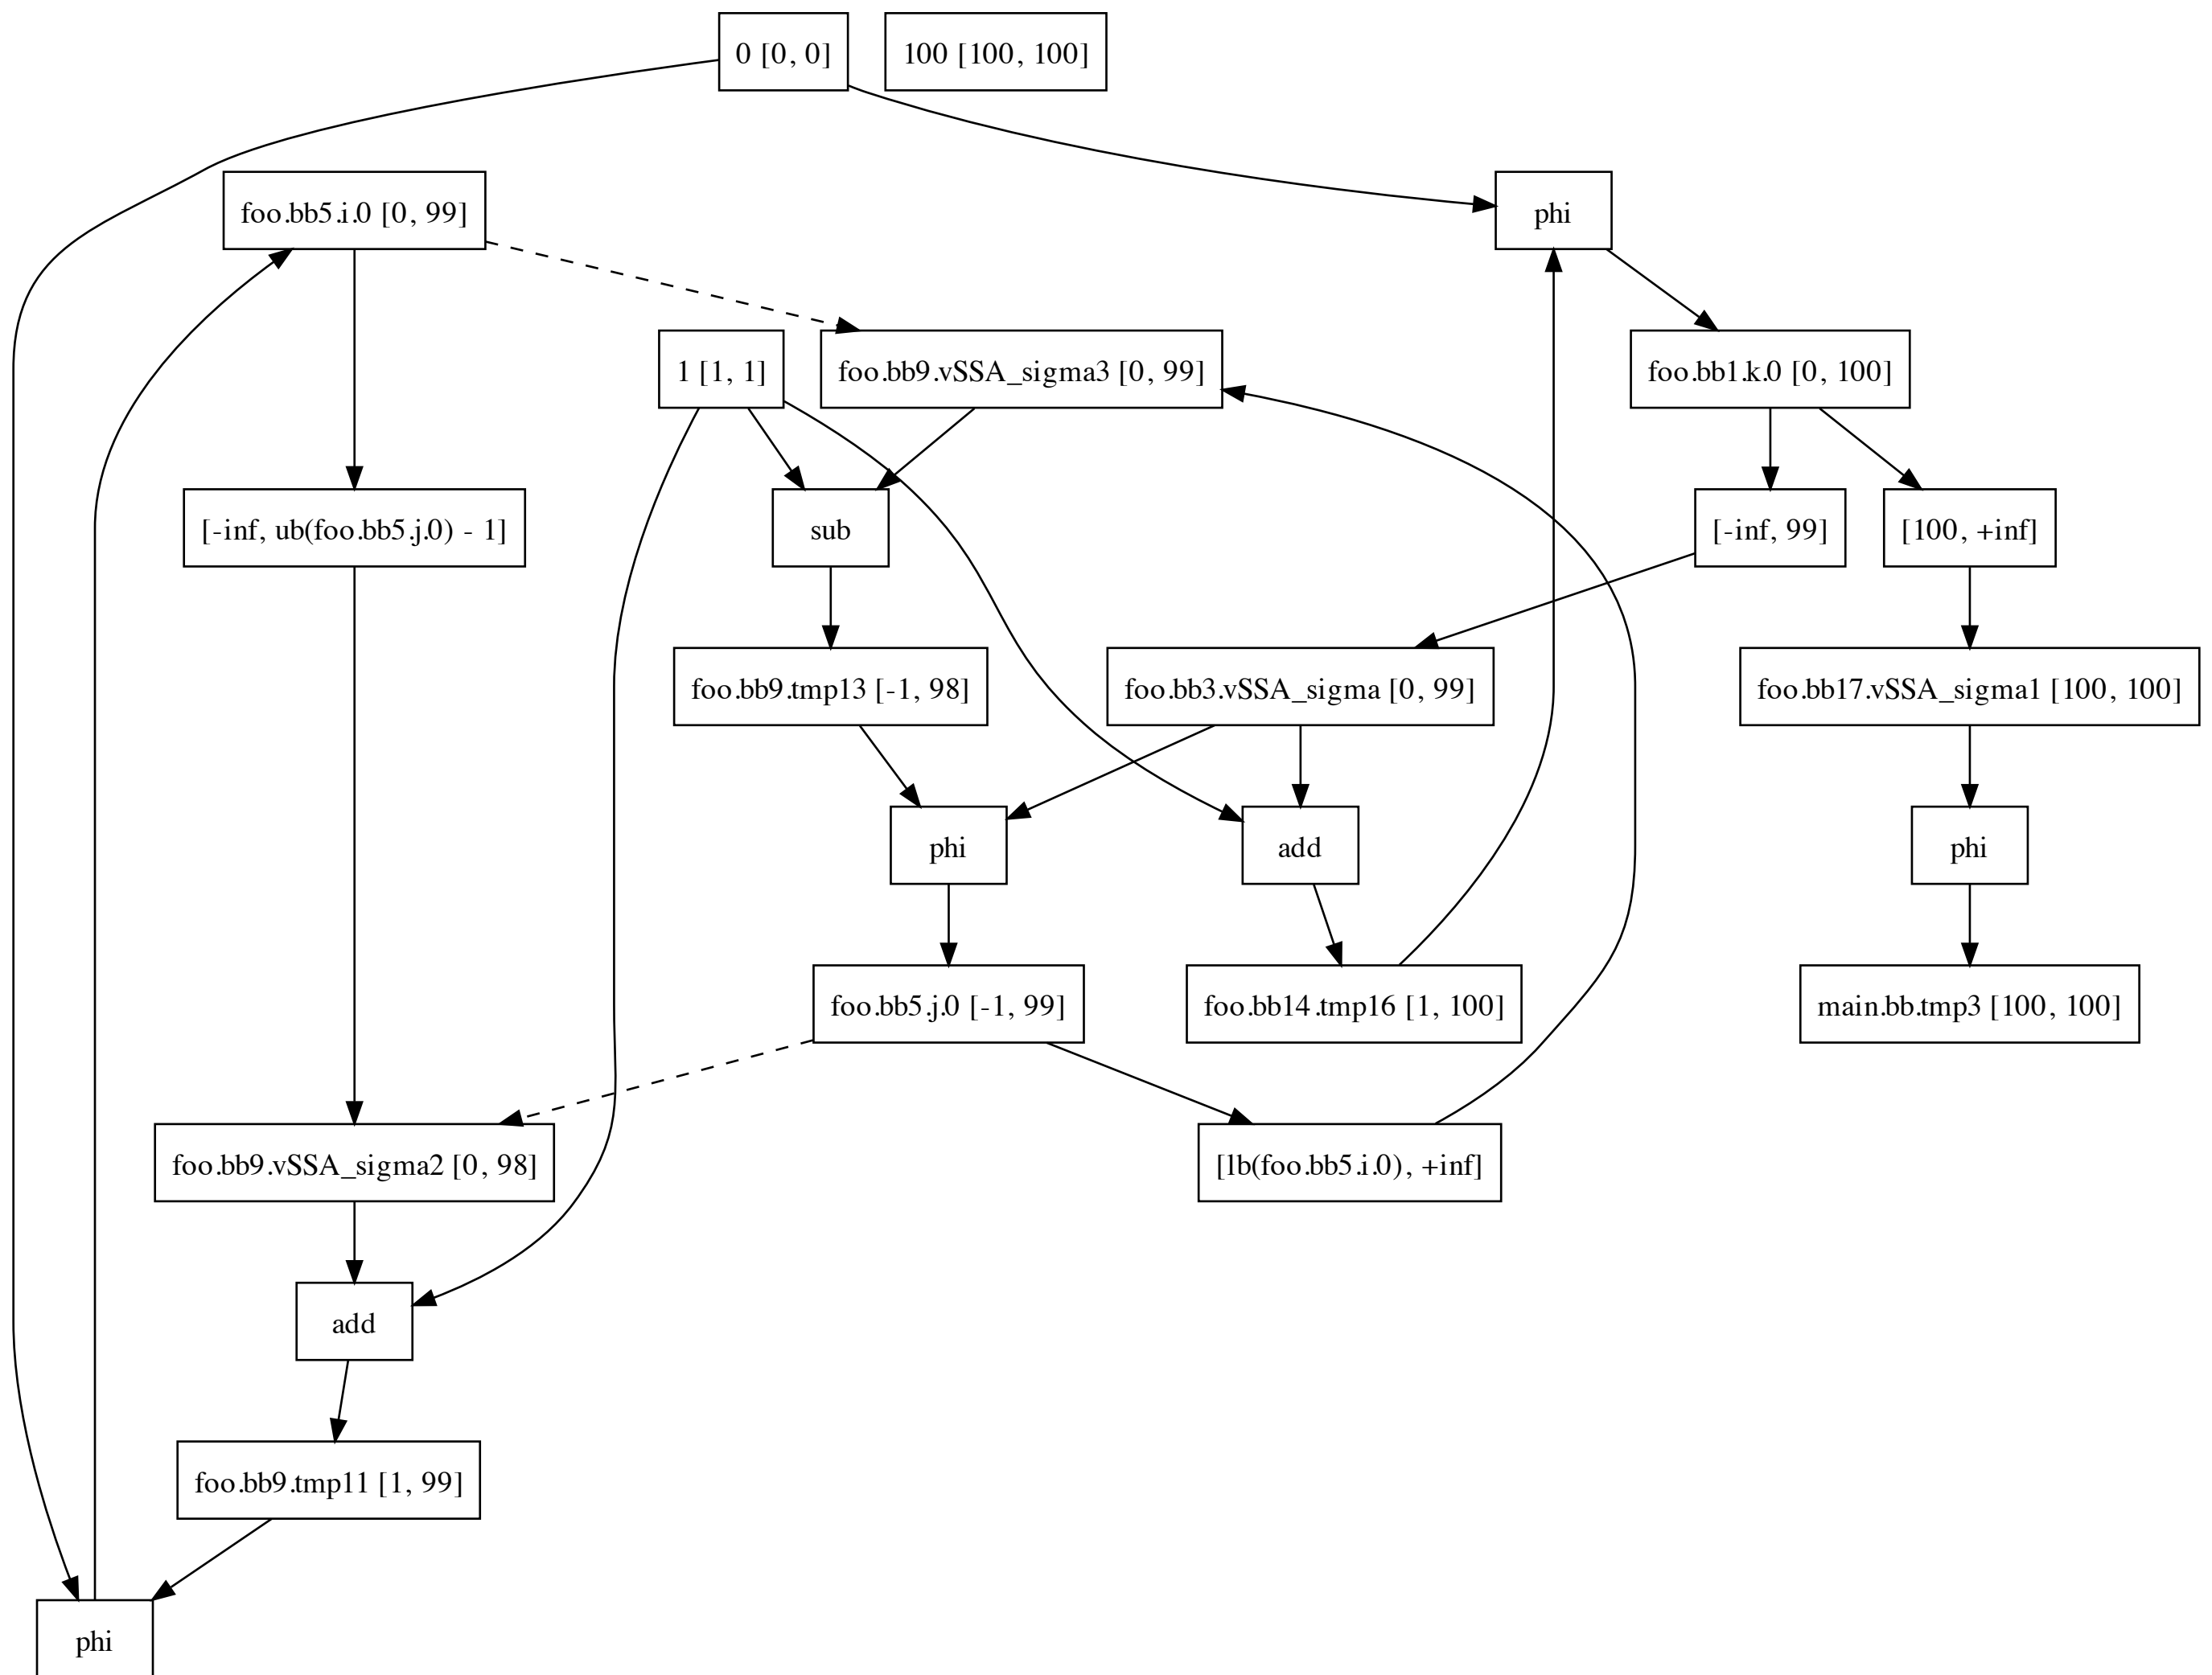 0 [0, 0]
100 [100, 100]
foo.bb5.i.0 [0, 99]
phi
1 [1, 1]
foo.bb9.vSSA_sigma3 [0, 99]
foo.bb1.k.0 [0, 100]
[-inf, ub(foo.bb5.j.0) - 1]
sub
[-inf, 99]
[100, +inf]
foo.bb9.tmp13 [-1, 98]
foo.bb3.vSSA_sigma [0, 99]
foo.bb17.vSSA_sigma1 [100, 100]
phi
add
phi
foo.bb5.j.0 [-1, 99]
foo.bb14.tmp16 [1, 100]
main.bb.tmp3 [100, 100]
foo.bb9.vSSA_sigma2 [0, 98]
[lb(foo.bb5.i.0), +inf]
add
foo.bb9.tmp11 [1, 99]
phi